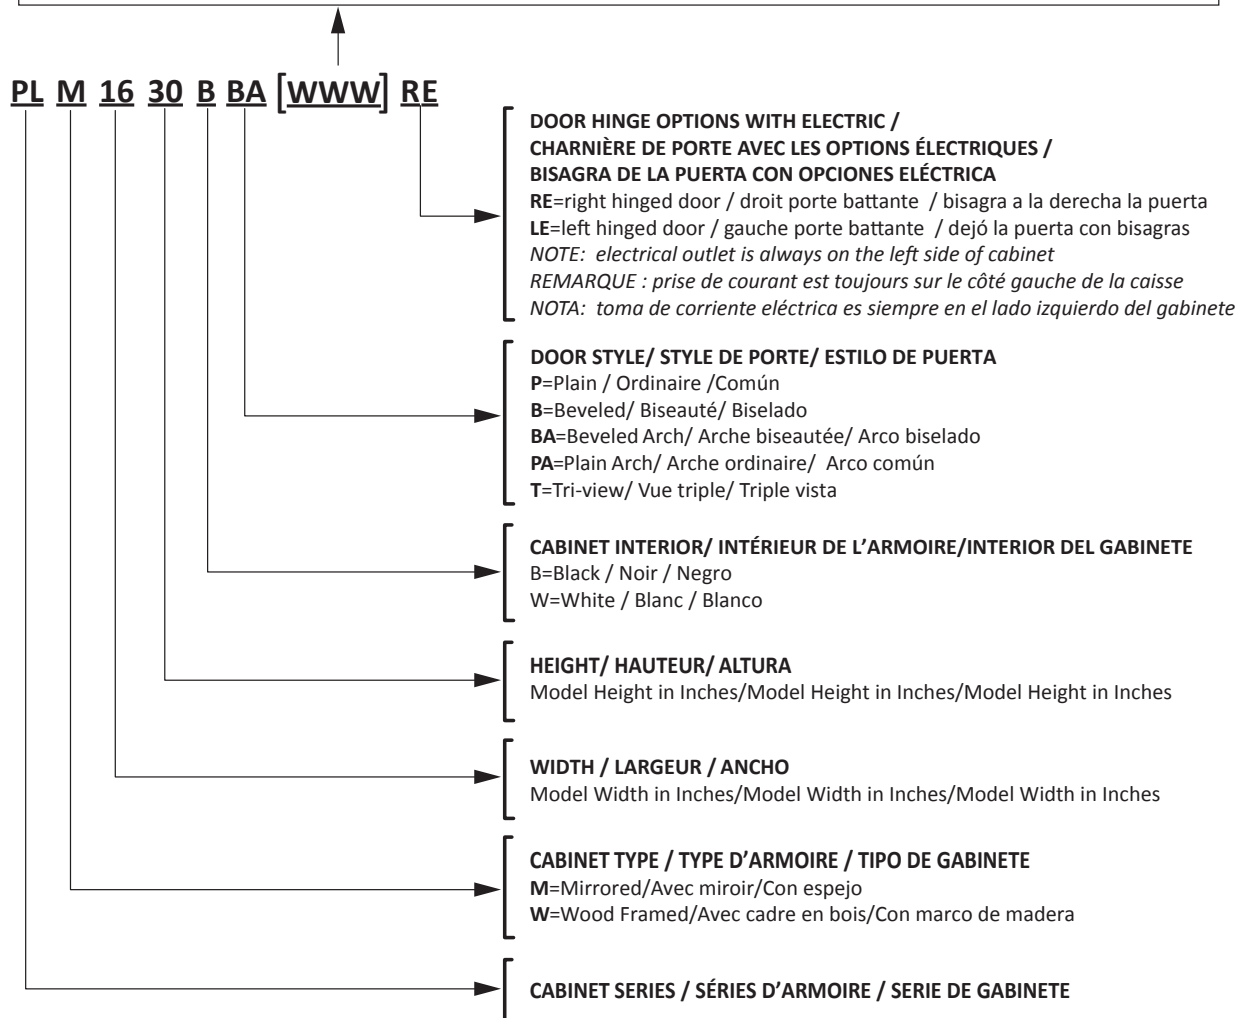 PL M 16 30 B BA [WWW] RE
DOOR HINGE OPTIONS WITH ELECTRIC /
CHARNIÈRE DE PORTE AVEC LES OPTIONS ÉLECTRIQUES /
BISAGRA DE LA PUERTA CON OPCIONES ELÉCTRICA
RE=right hinged door / droit porte battante / bisagra a la derecha la puerta
LE=left hinged door / gauche porte battante / dejó la puerta con bisagras
NOTE: electrical outlet is always on the left side of cabinet
REMARQUE : prise de courant est toujours sur le côté gauche de la caisse
NOTA: toma de corriente eléctrica es siempre en el lado izquierdo del gabinete
DOOR STYLE/ STYLE DE PORTE/ ESTILO DE PUERTA
P=Plain / Ordinaire /Común
B=Beveled/ Biseauté/ Biselado
BA=Beveled Arch/ Arche biseautée/ Arco biselado
PA=Plain Arch/ Arche ordinaire/ Arco común
T=Tri-view/ Vue triple/ Triple vista
CABINET INTERIOR/ INTÉRIEUR DE L’ARMOIRE/INTERIOR DEL GABINETE
B=Black / Noir / Negro
W=White / Blanc / Blanco
HEIGHT/ HAUTEUR/ ALTURA
Model Height in Inches/Model Height in Inches/Model Height in Inches
WIDTH / LARGEUR / ANCHO
Model Width in Inches/Model Width in Inches/Model Width in Inches
CABINET TYPE / TYPE D’ARMOIRE / TIPO DE GABINETE
M=Mirrored/Avec miroir/Con espejo
W=Wood Framed/Avec cadre en bois/Con marco de madera
CABINET SERIES / SÉRIES D’ARMOIRE / SERIE DE GABINETE